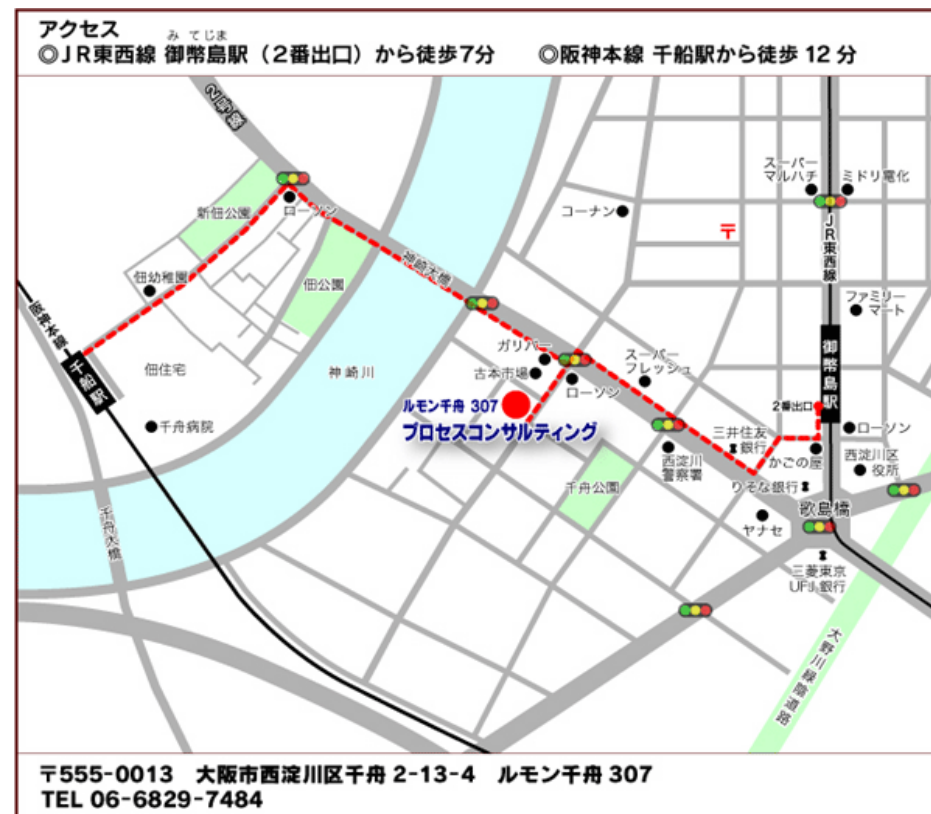 アクセス
みてじま
◎JR東西線 御幣島駅（2番出口）から徒歩7分　◎阪神本線 千船駅から徒歩 12 分
2号線
スーパー
マルハチ
ミドリ電化
新佃公園
ローソン
コーナン
〒
JR東西線
佃幼稚園
佃公園
神崎大橋
阪神本線
ファミリー
マート
千船駅
佃住宅
神崎川
ガリバー
古本市場
スーパー
フレッシュ
ローソン
御幣島駅
ルモン千舟 307
プロセスコンサルティング
2番出口
千舟病院
三井住友
銀行
ローソン
西淀川
警察署
かごの屋
西淀川区
役所
千舟公園
りそな銀行
歌島橋
ヤナセ
千舟大橋
三菱東京
UFJ銀行
大野川緑陰道路
〒555-0013　大阪市西淀川区千舟 2-13-4　ルモン千舟 307
TEL 06-6829-7484